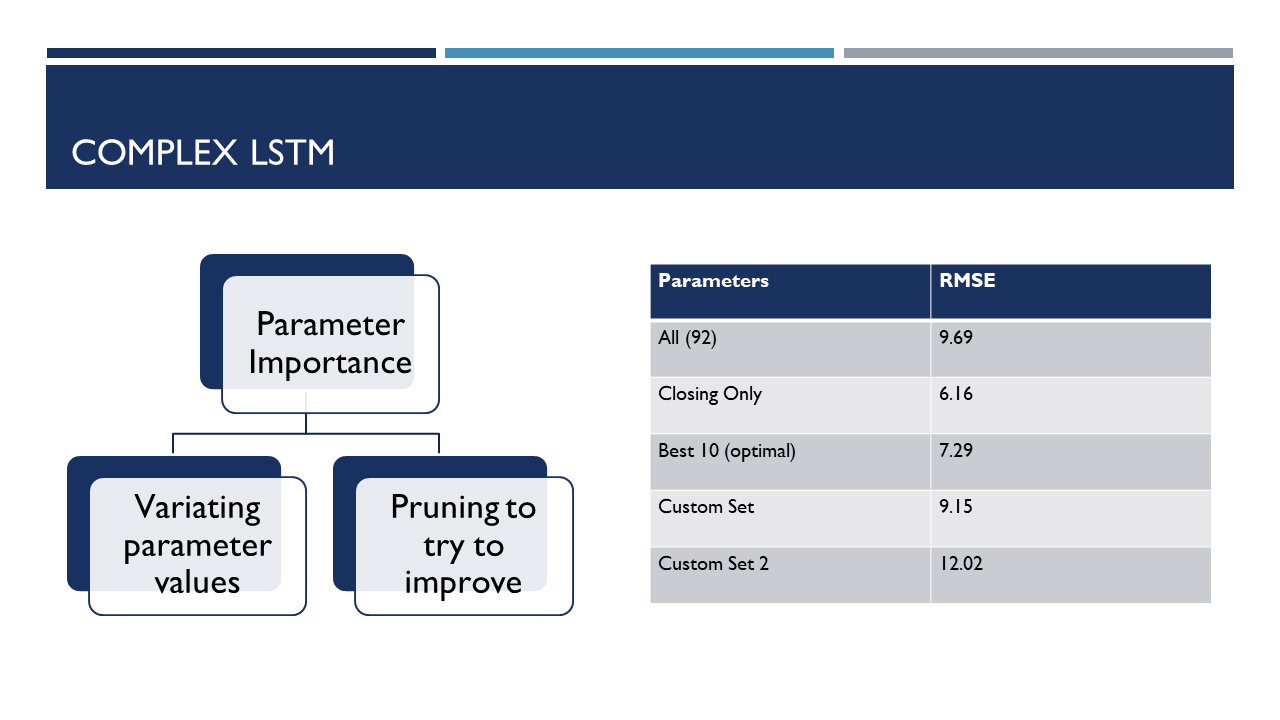 COMPLEX LSTM
Parameter
Importance
Variating
parameter
values
Pruning to
try to
improve
Parameters RMSE
All (92) 9.69
Closing Only 6.16
Best 10 (optimal) 7.29
Custom Set 9.15
Custom Set 2 12.02